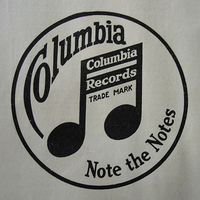 Columbia
Columbia
Records
TRADE MARK
Note the Notes